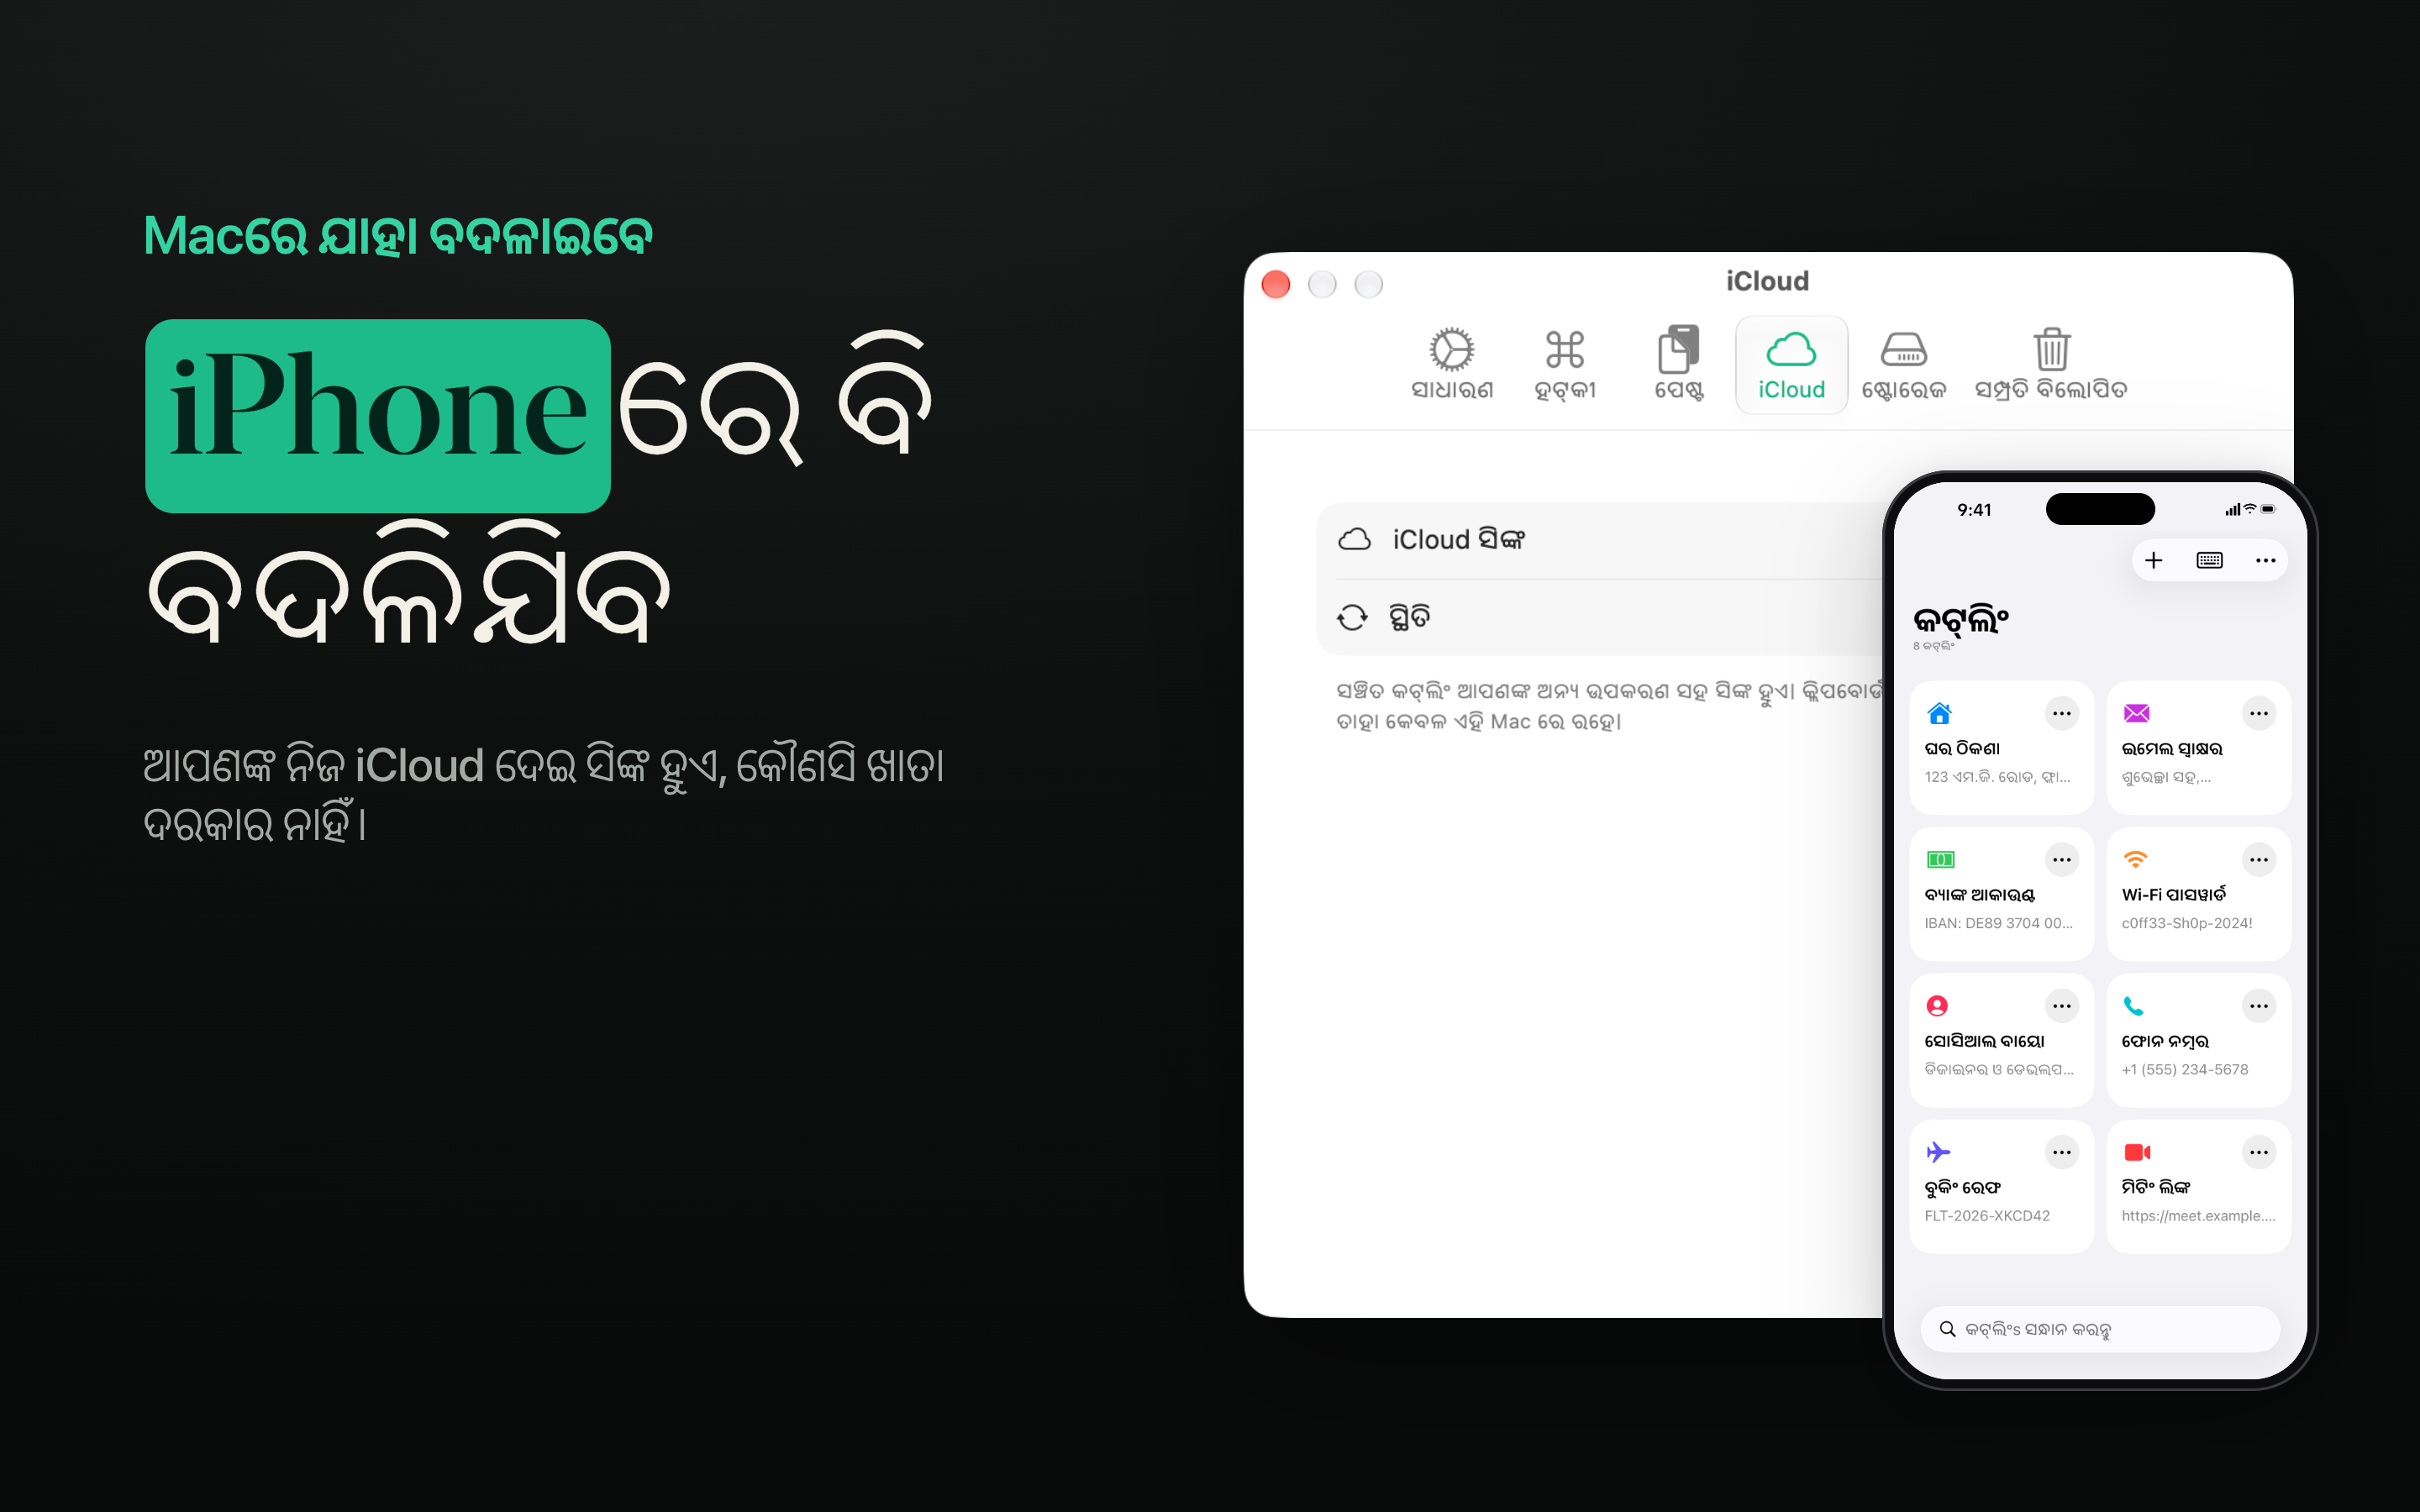 Macରେ ଯାହା ବଦଳାଇବେ
iPhoneରେ ବି
ବଦଳିଯିବ
ଆପଣଙ୍କ ନିଜ iCloud ଦେଇ ସିଙ୍କ ହୁଏ, କୌଣସି ଖାତା
ଦରକାର ନାହିଁ।
iCloud
ସାଧାରଣ
ହଟ୍‌କୀ
ପେଷ୍ଟ
iCloud
ଷ୍ଟୋରେଜ
ସମ୍ପ୍ରତି ବିଲୋପିତ
iCloud ସିଙ୍କ
ସ୍ଥିତି
ସଞ୍ଚିତ କଟ୍‌ଲିଂ ଆପଣଙ୍କ ଅନ୍ୟ ଉପକରଣ ସହ ସିଙ୍କ ହୁଏ। କ୍ଲିପବୋର୍ଡ
ତାହା କେବଳ ଏହି Mac ରେ ରହେ।
9:41
କଟ୍‌ଲିଂ
8 କଟ୍‌ଲିଂ
ଘର ଠିକଣା
123 ଏମ.ଜି. ରୋଡ, ଫ୍ଲା...
ଇମେଲ ସ୍ୱାକ୍ଷର
ଶୁଭେଚ୍ଛା ସହ,...
ବ୍ୟାଙ୍କ ଆକାଉଣ୍ଟ
IBAN: DE89 3704 00...
Wi-Fi ପାସୱାର୍ଡ
c0ff33-Sh0p-2024!
ସୋସିଆଲ ବାୟୋ
ଡିଜାଇନର ଓ ଡେଭଲପ...
ଫୋନ ନମ୍ବର
+1 (555) 234-5678
ବୁକିଂ ରେଫ
FLT-2026-XKCD42
ମିଟିଂ ଲିଙ୍କ
https://meet.example....
କଟ୍‌ଲିଂs ସନ୍ଧାନ କରନ୍ତୁ